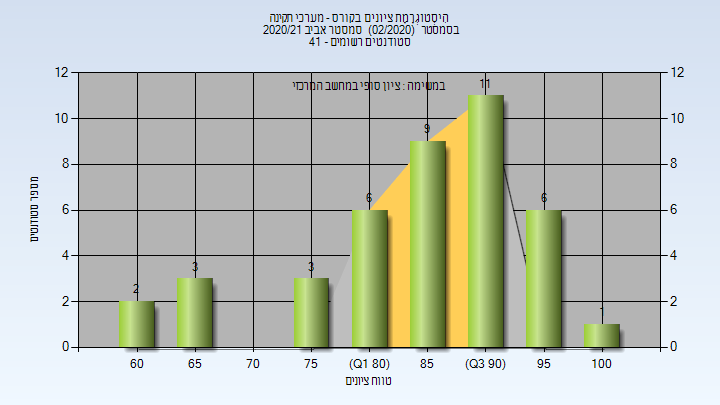 היסטוגרמת ציונים בקורס - מערכי תקינה
בסמסטר (02/2020) סמסטר אביב 2020/21
סטודנטים רשומים - 41
במשימה : ציון סופי במחשב המרכזי
12 12
10 10
8 8
6 6
4 4
2 2
0 0
2 3 3 6 9 11 6 1
מספר סטודנטים
60 65 70 75 (Q1 80) 85 (Q3 90) 95 100
טווח ציונים